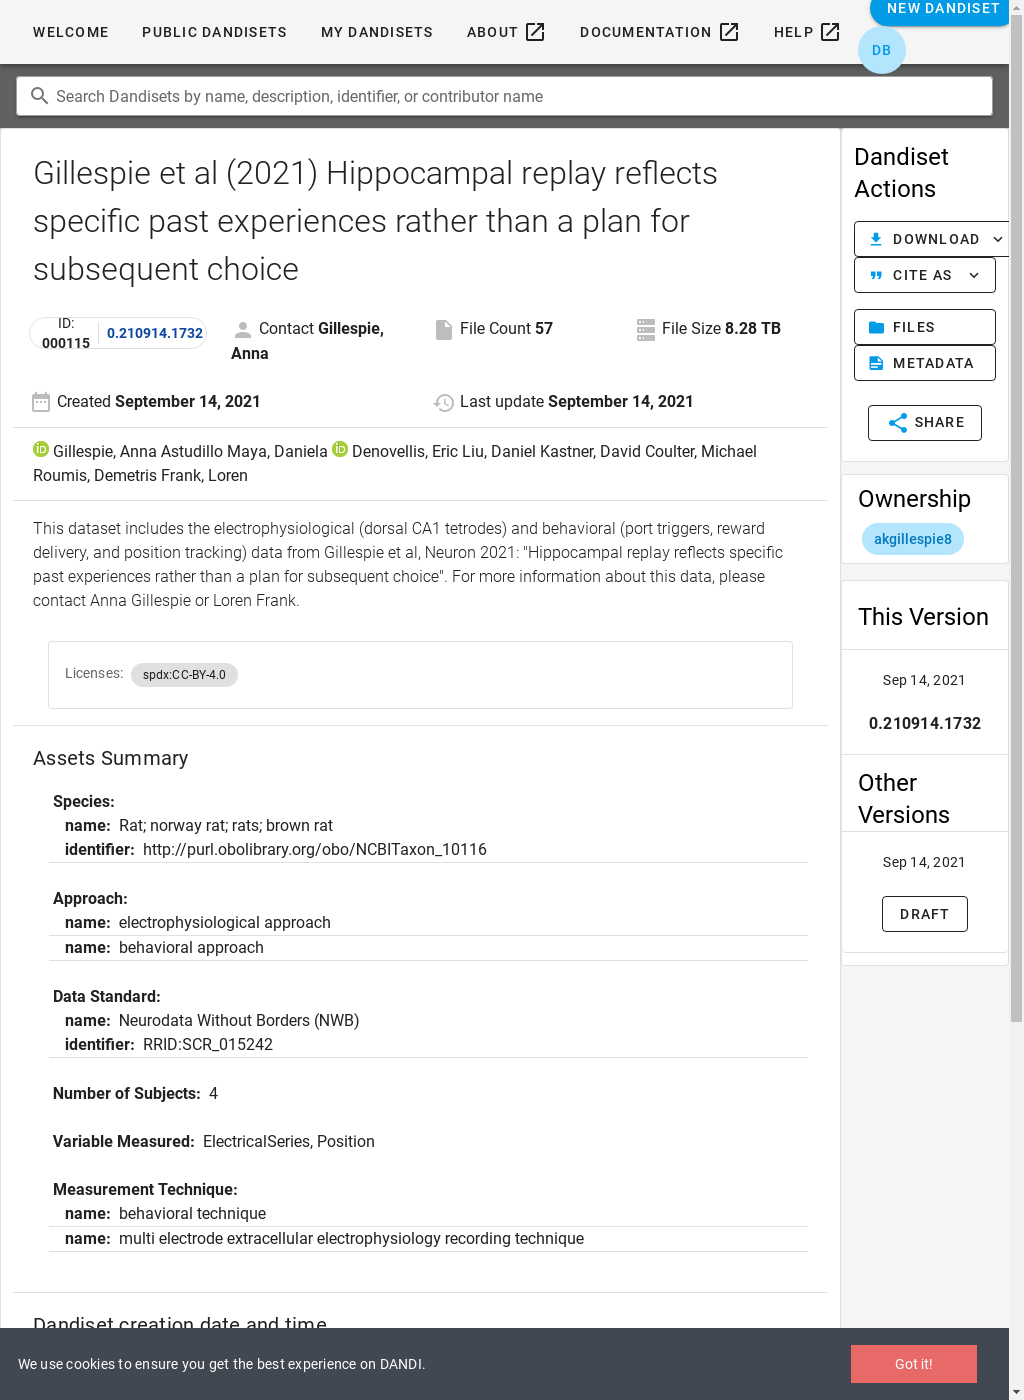 WELCOME PUBLIC DANDISETS MY DANDISETS ABOUT DOCUMENTATION HELP NEW DANDISET
DB
Search Dandisets by name, description, identifier, or contributor name
Gillespie et al (2021) Hippocampal replay reflects
specific past experiences rather than a plan for
subsequent choice
ID:
000115
0.210914.1732
Contact Gillespie,
Anna
File Count 57
File Size 8.28 TB
Created September 14, 2021
Last update September 14, 2021
iD Gillespie, Anna Astudillo Maya, Daniela iD Denovellis, Eric Liu, Daniel Kastner, David Coulter, Michael
Roumis, Demetris Frank, Loren
This dataset includes the electrophysiological (dorsal CA1 tetrodes) and behavioral (port triggers, reward
delivery, and position tracking) data from Gillespie et al, Neuron 2021: "Hippocampal replay reflects specific
past experiences rather than a plan for subsequent choice". For more information about this data, please
contact Anna Gillespie or Loren Frank.
Licenses: spdx:CC-BY-4.0
Assets Summary
Species:
name: Rat; norway rat; rats; brown rat
identifier: http://purl.obolibrary.org/obo/NCBITaxon_10116
Approach:
name: electrophysiological approach
name: behavioral approach
Data Standard:
name: Neurodata Without Borders (NWB)
identifier: RRID:SCR_015242
Number of Subjects: 4
Variable Measured: ElectricalSeries, Position
Measurement Technique:
name: behavioral technique
name: multi electrode extracellular electrophysiology recording technique
Dandiset creation date and time
Dandiset
Actions
DOWNLOAD
CITE AS
FILES
METADATA
SHARE
Ownership
akgillespie8
This Version
Sep 14, 2021
0.210914.1732
Other
Versions
Sep 14, 2021
DRAFT
We use cookies to ensure you get the best experience on DANDI.
Got it!